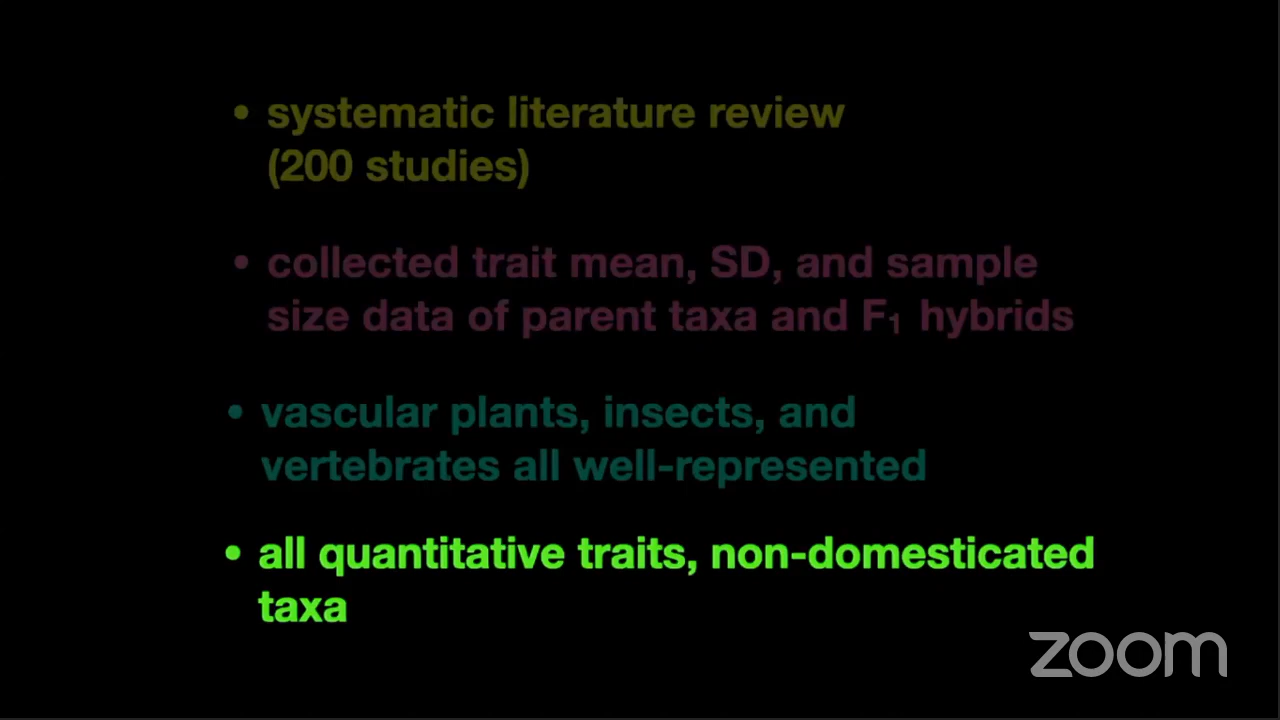 • systematic literature review
(200 studies)
• collected trait mean, SD, and sample
size data of parent taxa and F₁ hybrids
• vascular plants, insects, and
vertebrates all well-represented
• all quantitative traits, non-domesticated
taxa
zoom